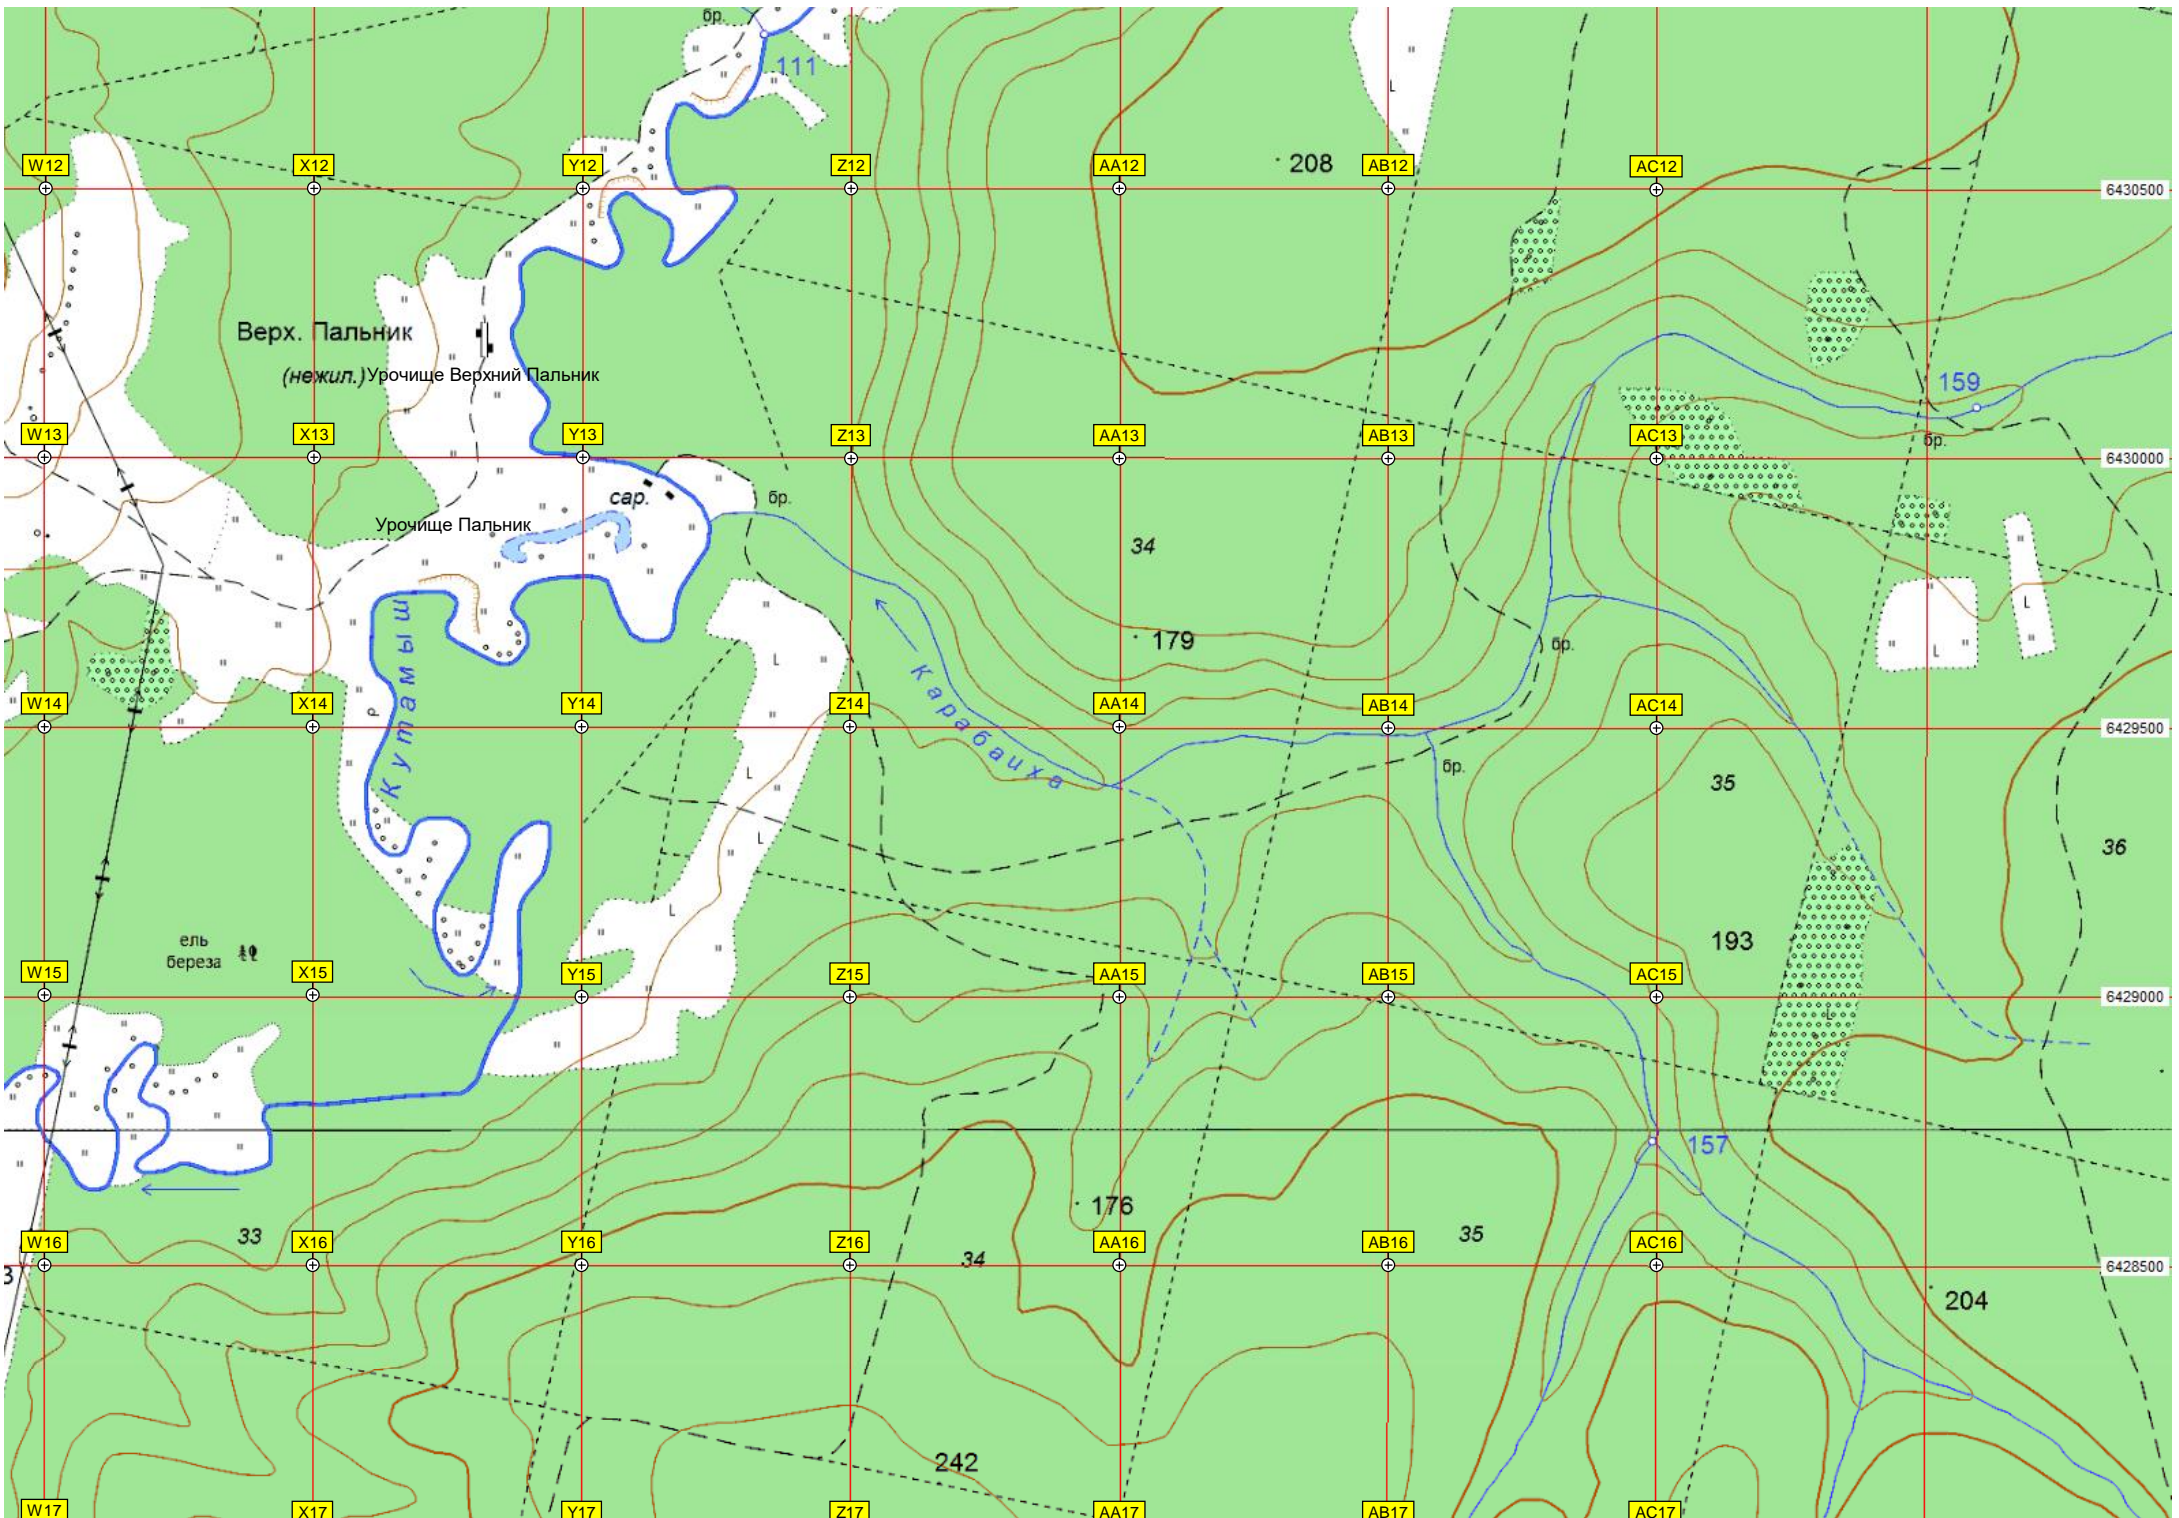 бр.
111
W12
X12
Y12
Z12
AA12
208
AB12
AC12
6430500
Верх. Пальник
(нежил.)
Урочище Верхний Пальник
159
W13
X13
Y13
Z13
AA13
AB13
AC13
бр.
6430000
сар.
бр.
Урочище Пальник
34
179
бр.
Кутамыш
Карабаиха
W14
X14
Y14
Z14
AA14
AB14
AC14
6429500
бр.
35
36
ель
береза
193
W15
X15
Y15
Z15
AA15
AB15
AC15
6429000
157
176
33
34
35
W16
X16
Y16
Z16
AA16
AB16
AC16
6428500
3
204
242
W17
X17
Y17
Z17
AA17
AB17
AC17